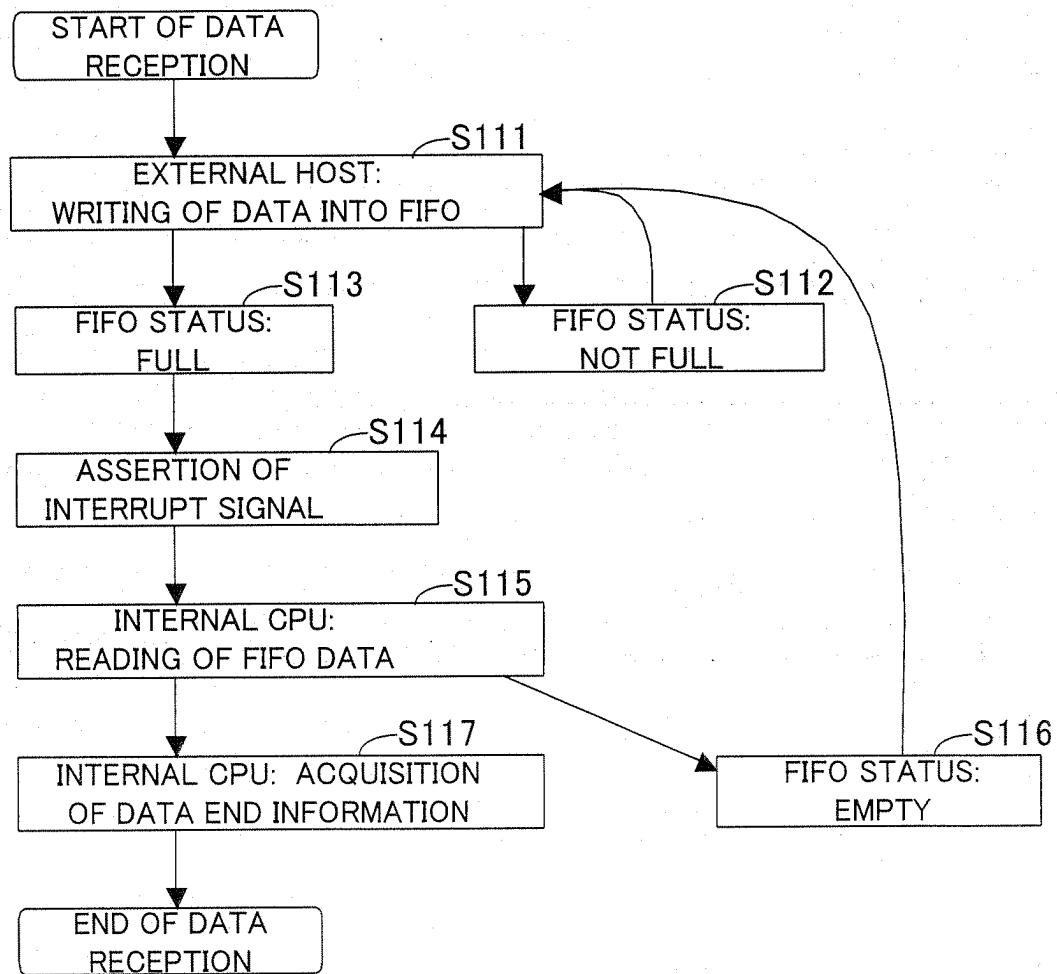 START OF DATA
RECEPTION
S111
EXTERNAL HOST:
WRITING OF DATA INTO FIFO
S113
FIFO STATUS:
FULL
S112
FIFO STATUS:
NOT FULL
S114
ASSERTION OF
INTERRUPT SIGNAL
S115
INTERNAL CPU:
READING OF FIFO DATA
S117
INTERNAL CPU: ACQUISITION
OF DATA END INFORMATION
S116
FIFO STATUS:
EMPTY
END OF DATA
RECEPTION